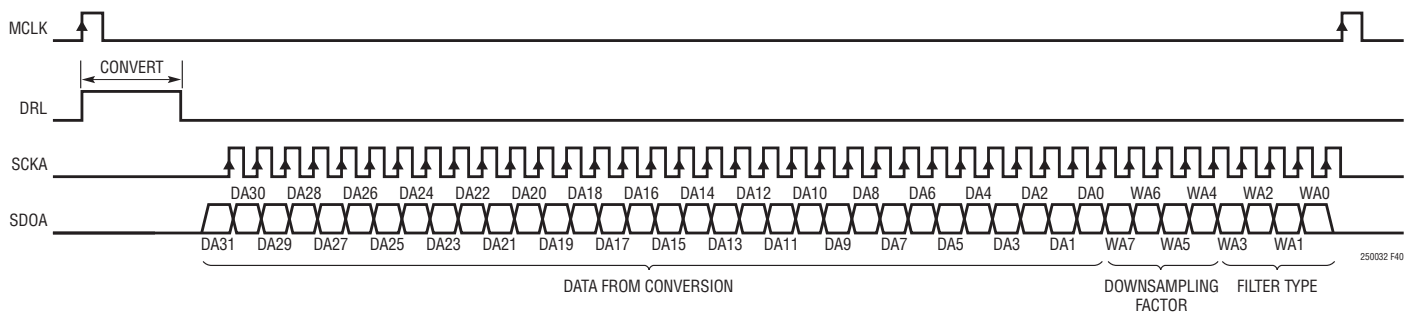 MCLK
CONVERT
DRL
SCKA
DA30 DA28 DA26 DA24 DA22 DA20 DA18 DA16 DA14 DA12 DA10 DA8 DA6 DA4 DA2 DA0 WA6 WA4 WA2 WA0
SDOA
DA31 DA29 DA27 DA25 DA23 DA21 DA19 DA17 DA15 DA13 DA11 DA9 DA7 DA5 DA3 DA1 WA7 WA5 WA3 WA1
250032 F40
DATA FROM CONVERSION
DOWNSAMPLING
FACTOR
FILTER TYPE